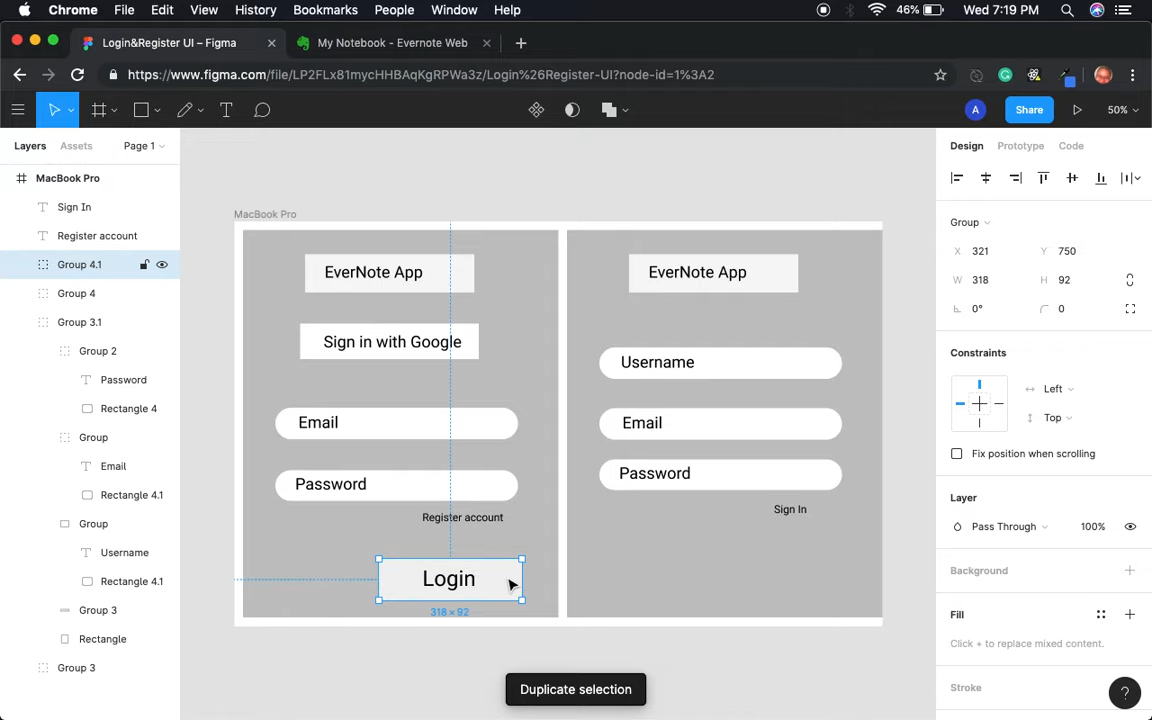 Chrome File Edit View History Bookmarks People Window Help 46% Wed 7:19 PM
Login&Register UI – Figma
My Notebook - Evernote Web
https://www.figma.com/file/LP2FLx81mycHHBAqKgRPWa3z/Login%26Register-UI?node-id=1%3A2
A
Share
50%
Layers Assets Page 1
MacBook Pro
Sign In
Register account
Group 4.1
Group 4
Group 3.1
Group 2
Password
Rectangle 4
Group
Email
Rectangle 4.1
Group
Username
Rectangle 4.1
Group 3
Rectangle
Group 3
MacBook Pro
EverNote App
Sign in with Google
Email
Password
Register account
Login
318 × 92
EverNote App
Username
Email
Password
Sign In
Duplicate selection
Design Prototype Code
Group
X 321 Y 750
W 318 H 92
0° 0
Constraints
Left
Top
Fix position when scrolling
Layer
Pass Through 100%
Background
Fill
Click + to replace mixed content.
Stroke
?